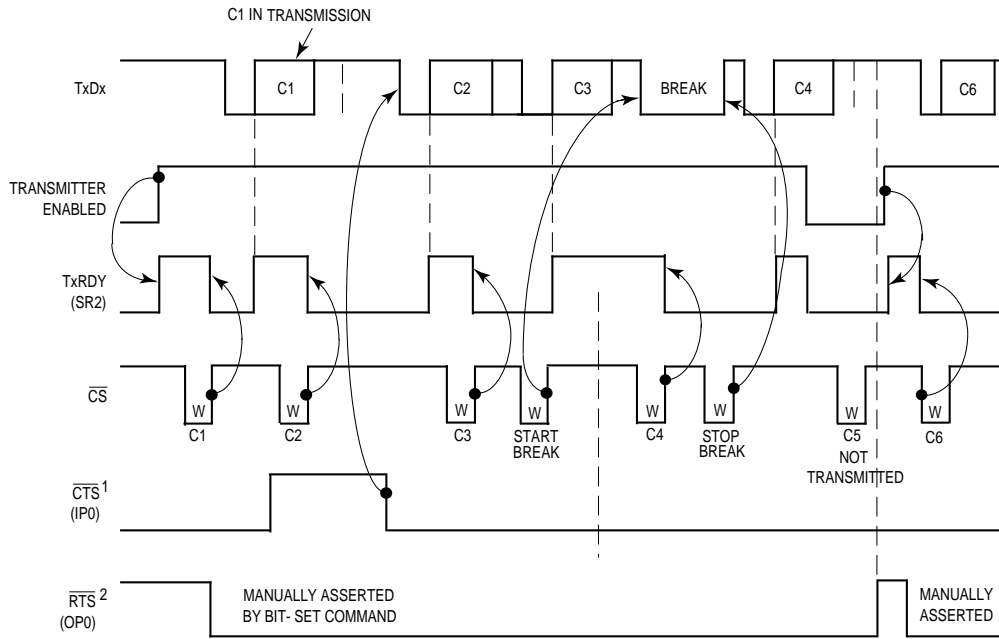 C1 IN TRANSMISSION
TxDx
C1
C2
C3
BREAK
C4
C6
TRANSMITTER
ENABLED
TxRDY
(SR2)
CS
W
W
W
W
W
W
W
W
C1
C2
C3
START
BREAK
C4
STOP
BREAK
C5
NOT
TRANSMITTED
C6
CTS 1
(IP0)
RTS 2
(OP0)
MANUALLY ASSERTED
BY BIT- SET COMMAND
MANUALLY
ASSERTED